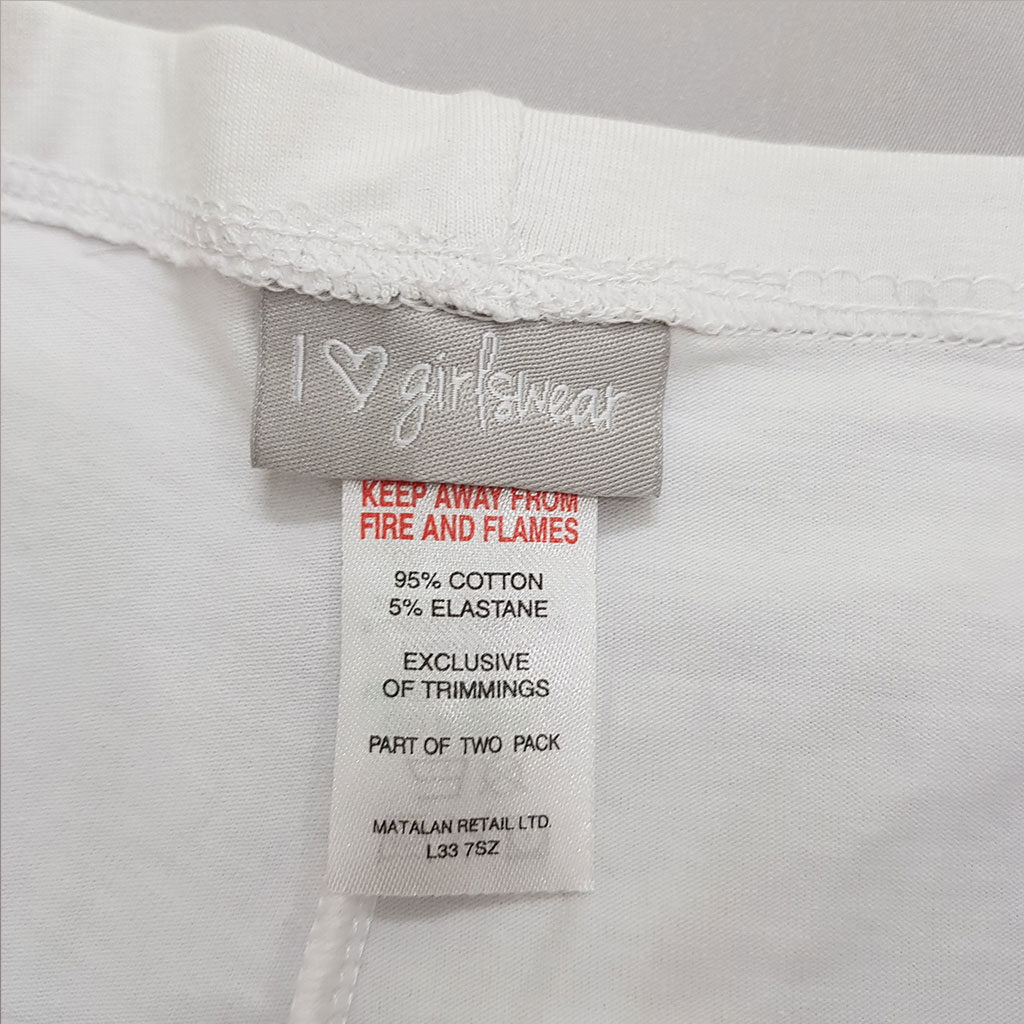 I ♥ girlswear
KEEP AWAY FROM
FIRE AND FLAMES
95% COTTON
5% ELASTANE
EXCLUSIVE
OF TRIMMINGS
PART OF TWO PACK
MATALAN RETAIL LTD.
L33 7SZ